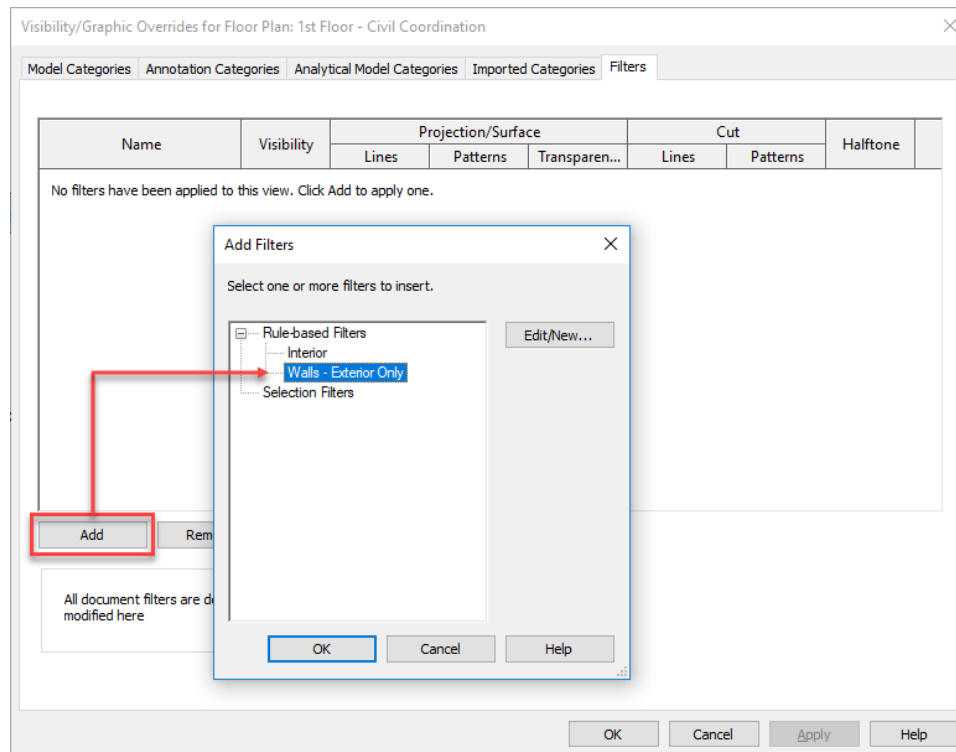 Visibility/Graphic Overrides for Floor Plan: 1st Floor - Civil Coordination
Model Categories Annotation Categories Analytical Model Categories Imported Categories Filters
Name Visibility Projection/Surface Cut Halftone
Lines Patterns Transparen... Lines Patterns
No filters have been applied to this view. Click Add to apply one.
Add Filters
Select one or more filters to insert.
Rule-based Filters
Edit/New...
Interior
Walls - Exterior Only
Selection Filters
Add Rem
All document filters are de
modified here
OK Cancel Help
OK Cancel Apply Help